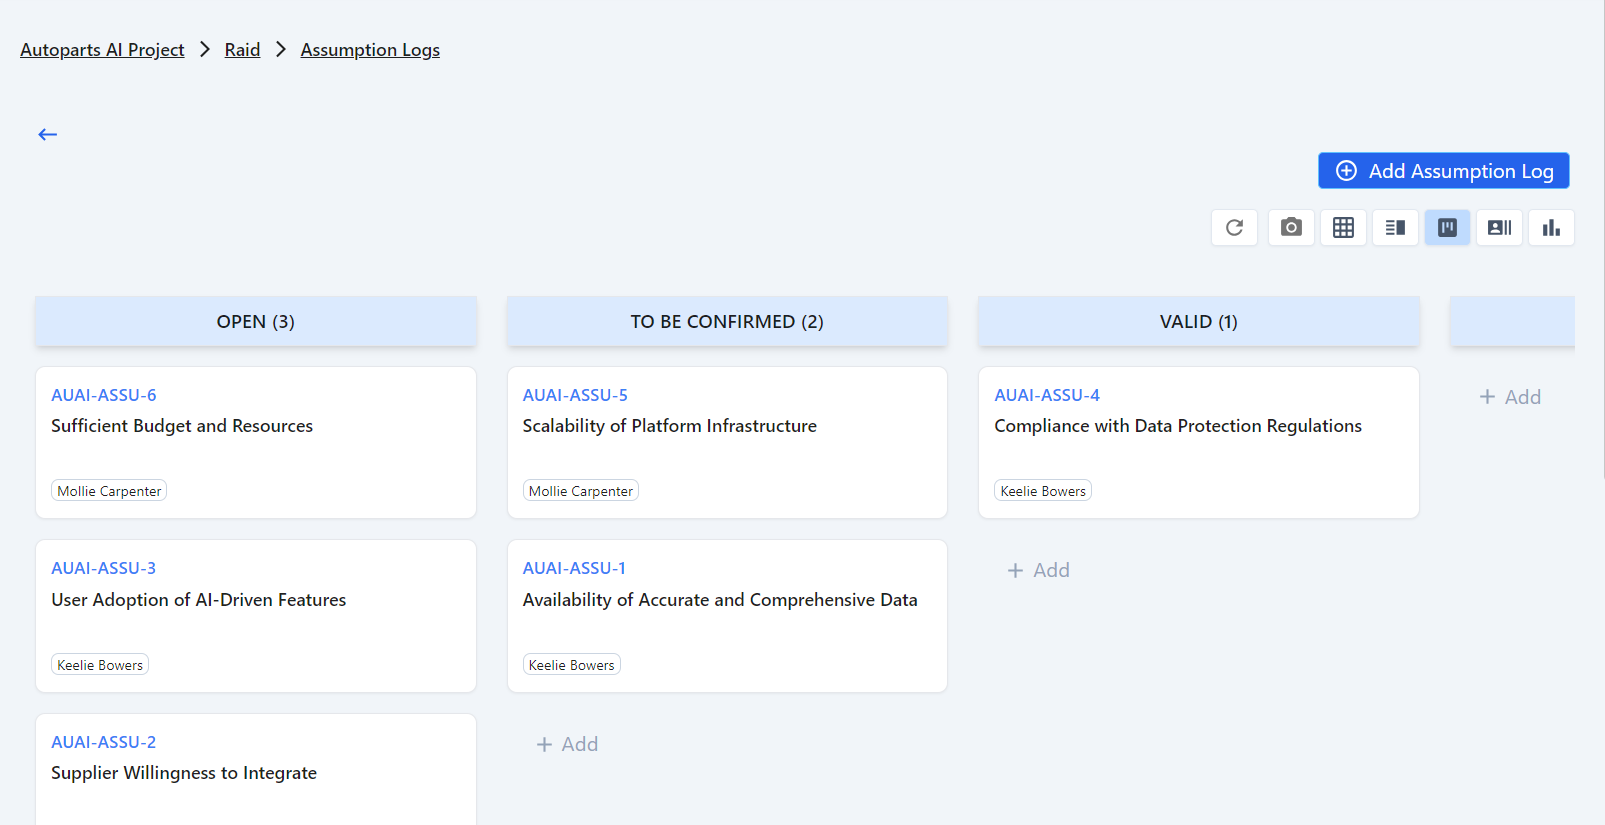 Autoparts AI Project > Raid > Assumption Logs
Add Assumption Log
OPEN (3)
AUAI-ASSU-6
Sufficient Budget and Resources
Mollie Carpenter
AUAI-ASSU-3
User Adoption of AI-Driven Features
Keelie Bowers
AUAI-ASSU-2
Supplier Willingness to Integrate
TO BE CONFIRMED (2)
AUAI-ASSU-5
Scalability of Platform Infrastructure
Mollie Carpenter
AUAI-ASSU-1
Availability of Accurate and Comprehensive Data
Keelie Bowers
+ Add
VALID (1)
AUAI-ASSU-4
Compliance with Data Protection Regulations
Keelie Bowers
+ Add
+ Add